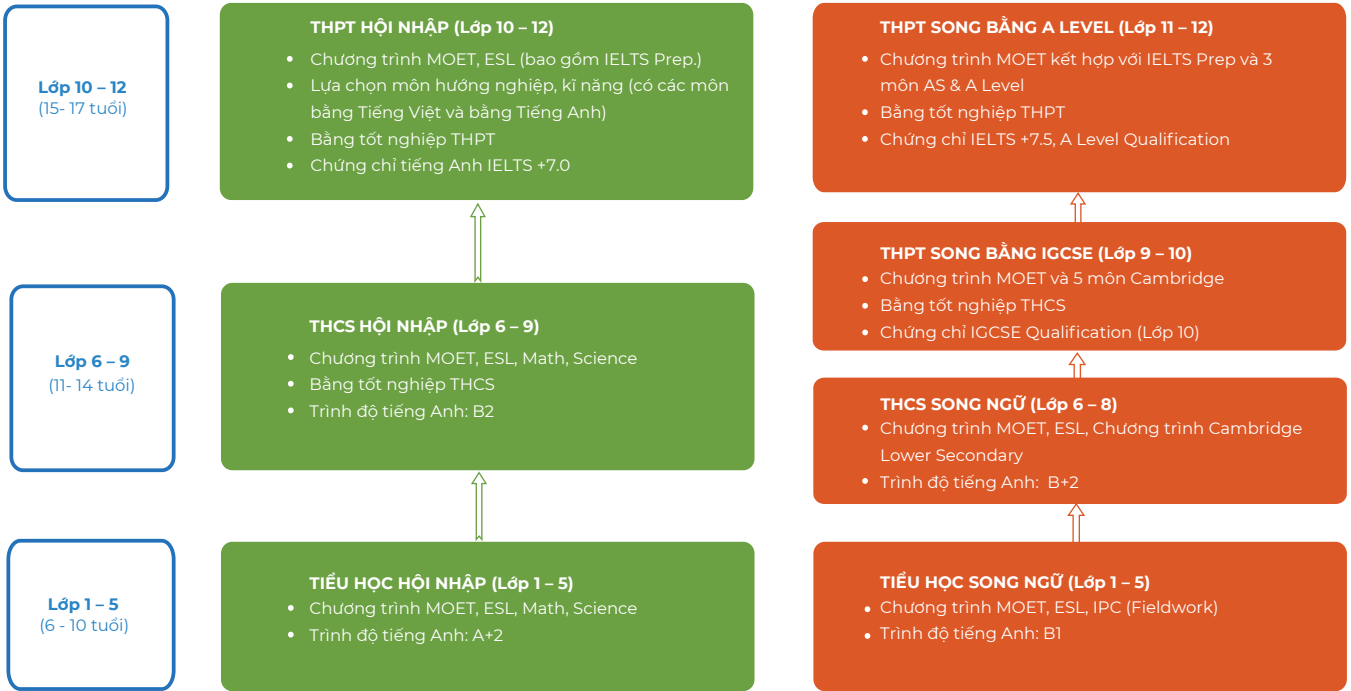 Lớp 10 – 12
(15- 17 tuổi)
THPT HỘI NHẬP (Lớp 10 – 12)
• Chương trình MOET, ESL (bao gồm IELTS Prep.)
• Lựa chọn môn hướng nghiệp, kĩ năng (có các môn
bằng Tiếng Việt và bằng Tiếng Anh)
• Bằng tốt nghiệp THPT
• Chứng chỉ tiếng Anh IELTS +7.0
THPT SONG BẰNG A LEVEL (Lớp 11 – 12)
• Chương trình MOET kết hợp với IELTS Prep và 3
môn AS & A Level
• Bằng tốt nghiệp THPT
• Chứng chỉ IELTS +7.5, A Level Qualification
THPT SONG BẰNG IGCSE (Lớp 9 – 10)
• Chương trình MOET và 5 môn Cambridge
• Bằng tốt nghiệp THCS
• Chứng chỉ IGCSE Qualification (Lớp 10)
Lớp 6 – 9
(11- 14 tuổi)
THCS HỘI NHẬP (Lớp 6 – 9)
• Chương trình MOET, ESL, Math, Science
• Bằng tốt nghiệp THCS
• Trình độ tiếng Anh: B2
THCS SONG NGỮ (Lớp 6 – 8)
• Chương trình MOET, ESL, Chương trình Cambridge
Lower Secondary
• Trình độ tiếng Anh: B+2
Lớp 1 – 5
(6 - 10 tuổi)
TIỂU HỌC HỘI NHẬP (Lớp 1 – 5)
• Chương trình MOET, ESL, Math, Science
• Trình độ tiếng Anh: A+2
TIỂU HỌC SONG NGỮ (Lớp 1 – 5)
• Chương trình MOET, ESL, IPC (Fieldwork)
• Trình độ tiếng Anh: B1